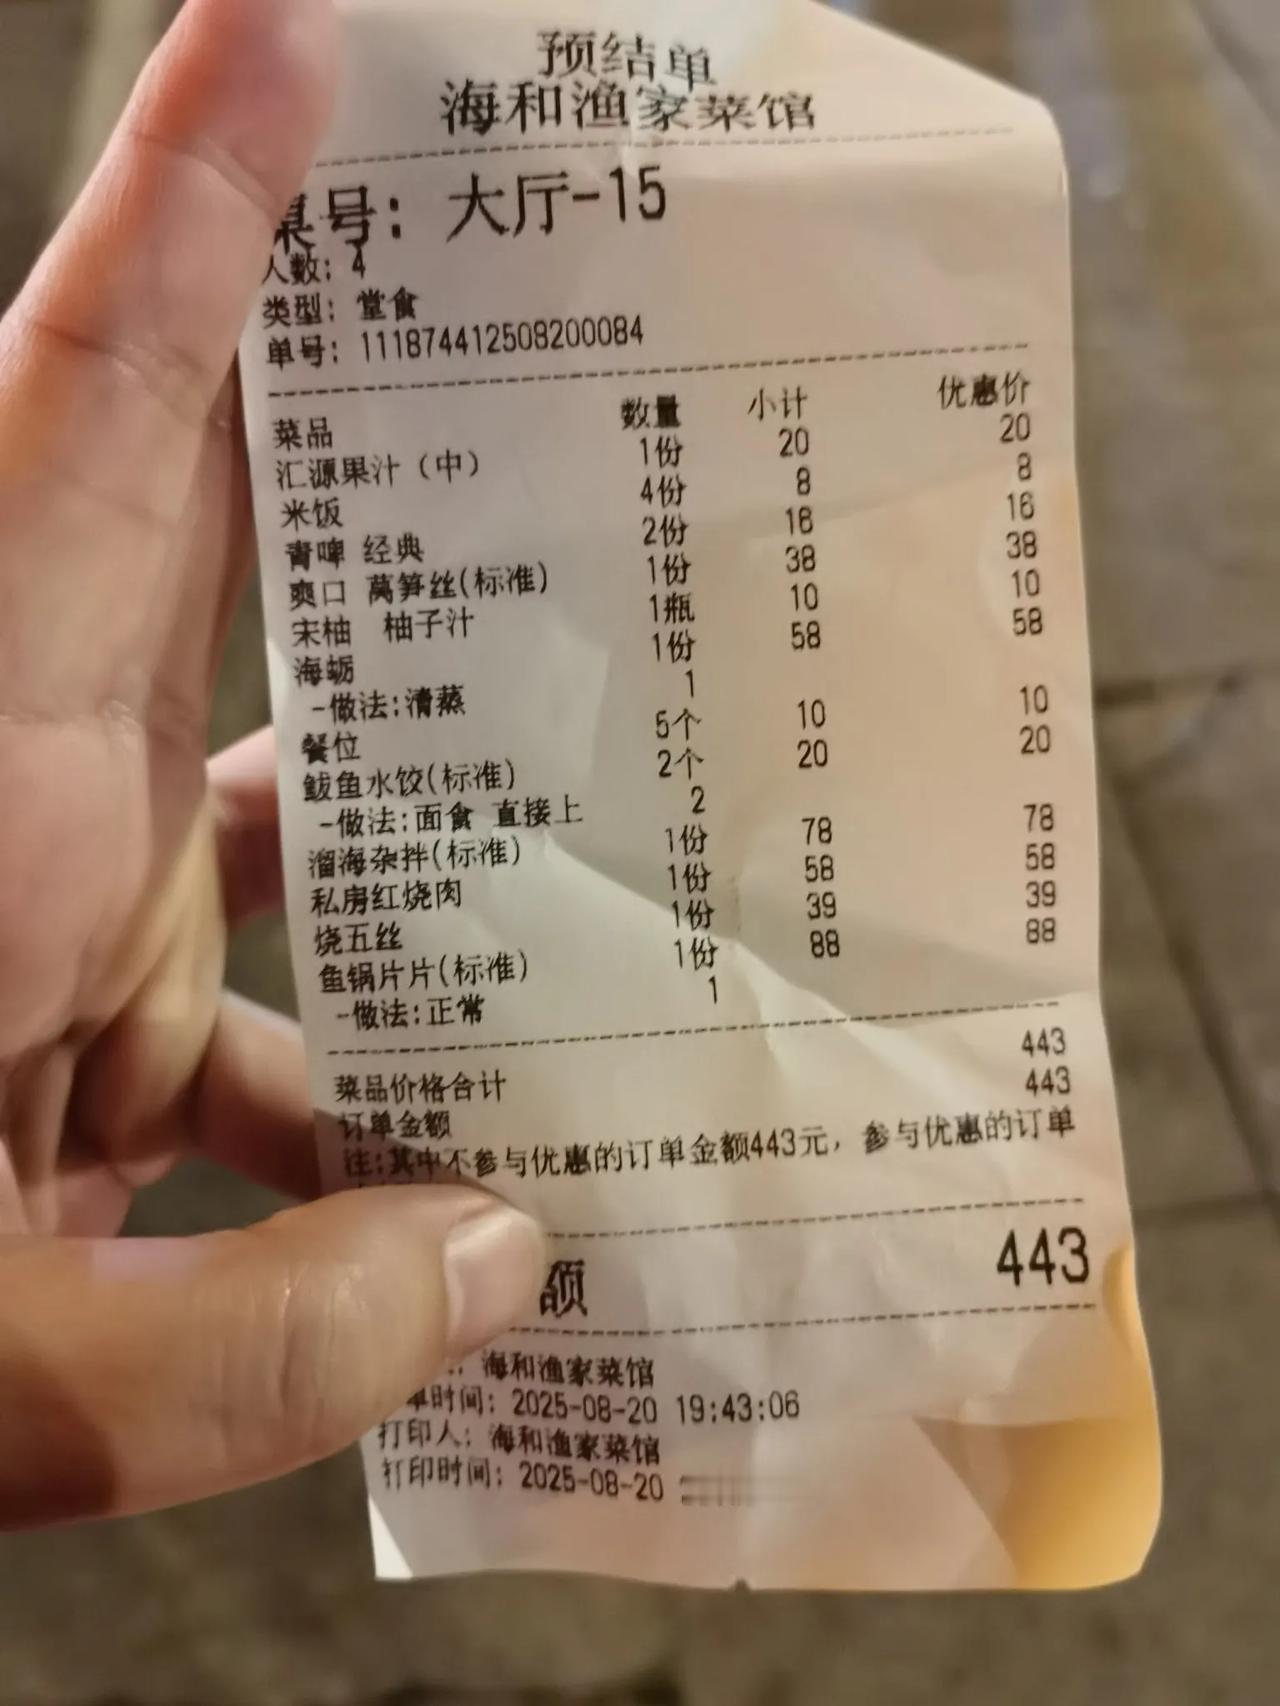 预结单
海和渔家菜馆
桌号: 大厅-15
人数: 4
类型: 堂食
单号: 111874412508200084
菜品 数量 小计 优惠价
汇源果汁(中) 1份 20 20
米饭 4份 8 8
青啤 经典 2份 16 16
爽口 莴笋丝(标准) 1份 38 38
宋柚 柚子汁 1瓶 10 10
海蛎 1份 58 58
-做法:清蒸 1
餐位 5个 10 10
鲅鱼水饺(标准) 2个 20 20
-做法:面食 直接上 2
溜海杂拌(标准) 1份 78 78
私房红烧肉 1份 58 58
烧五丝 1份 39 39
鱼锅片片(标准) 1份 88 88
-做法:正常 1
菜品价格合计 443
订单金额 443
注:其中不参与优惠的订单金额443元, 参与优惠的订单
额 443
: 海和渔家菜馆
单时间: 2025-08-20 19:43:06
打印人: 海和渔家菜馆
打印时间: 2025-08-20